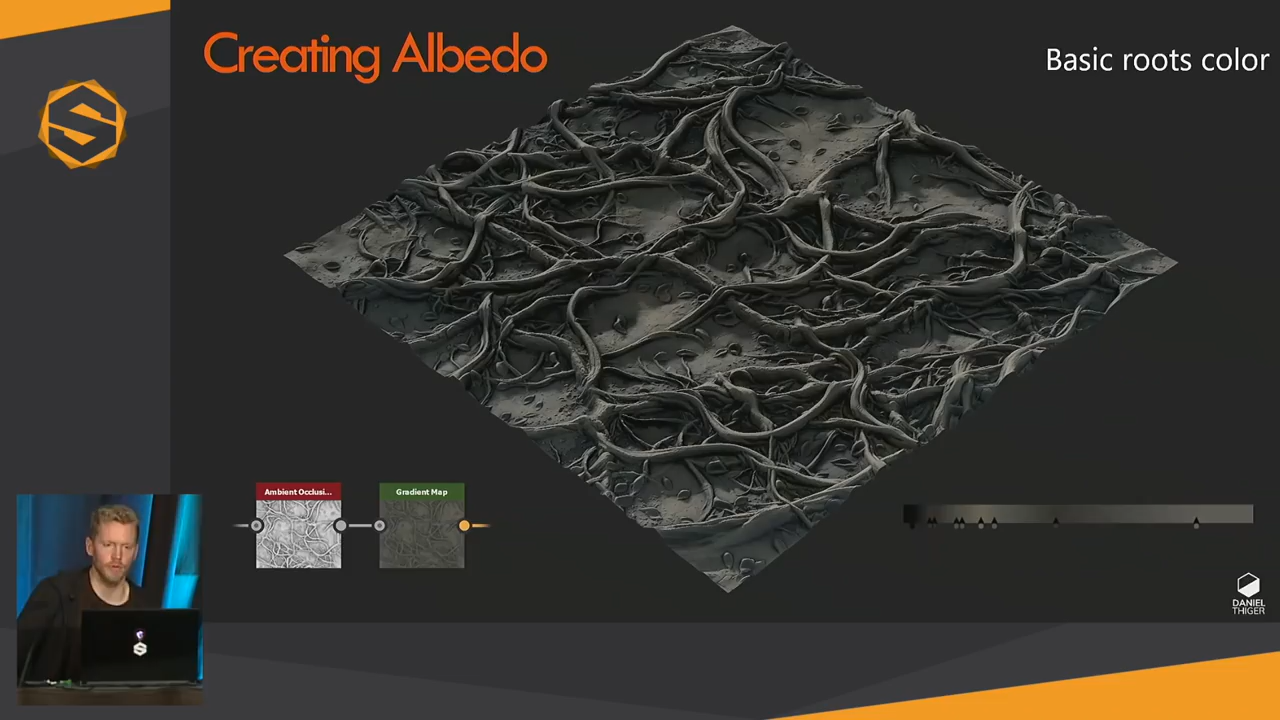 Creating Albedo
Basic roots color
Ambient Occlusi...
Gradient Map
DANIEL
THIGER